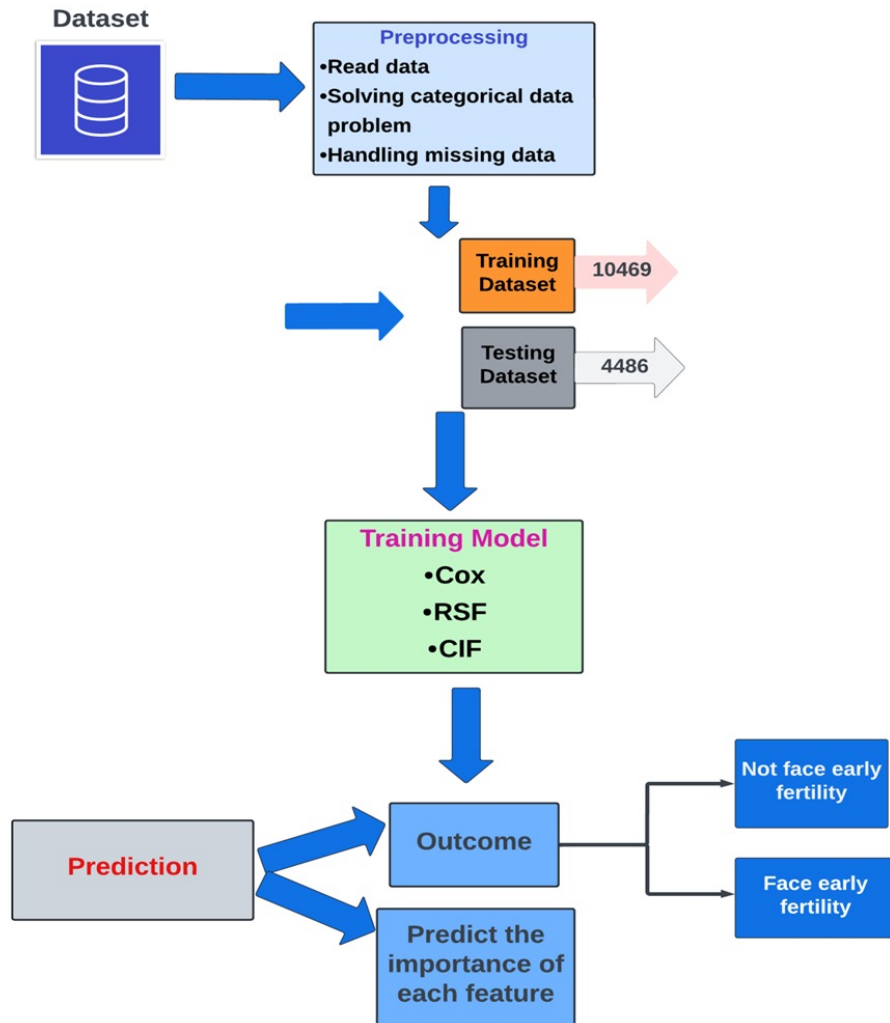 Dataset
Preprocessing
•Read data
•Solving categorical data
problem
•Handling missing data
Training
Dataset
10469
Testing
Dataset
4486
Training Model
•Cox
•RSF
•CIF
Not face early
fertility
Prediction
Outcome
Face early
fertility
Predict the
importance of
each feature